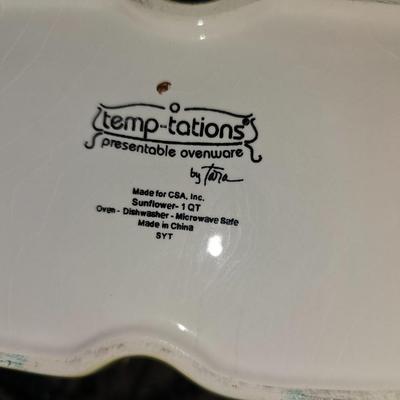 temp-tations®
presentable ovenware
by tara
Made for CSA, Inc.
Sunflower- 1 QT
Oven - Dishwasher - Microwave Safe
Made in China
SYT